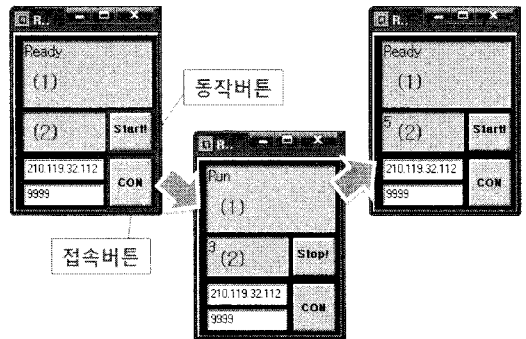 R..
Ready
(1)
(2)
Start!
210.119.32.112
9999
CON
동작버튼
접속버튼
R..
Run
(1)
3
(2)
Stop!
210.119.32.112
9999
CON
R..
Ready
(1)
5
(2)
Start!
210.119.32.112
9999
CON